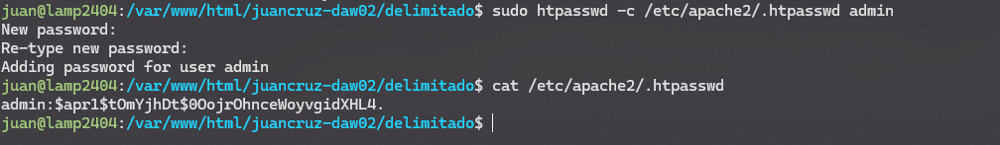 juan@lamp2404:/var/www/html/juancruz-daw02/delimitado$ sudo htpasswd -c /etc/apache2/.htpasswd admin
New password:
Re-type new password:
Adding password for user admin
juan@lamp2404:/var/www/html/juancruz-daw02/delimitado$ cat /etc/apache2/.htpasswd
admin:$apr1$tOmYjhDt$0OojrOhnceWoyvgidXHL4.
juan@lamp2404:/var/www/html/juancruz-daw02/delimitado$